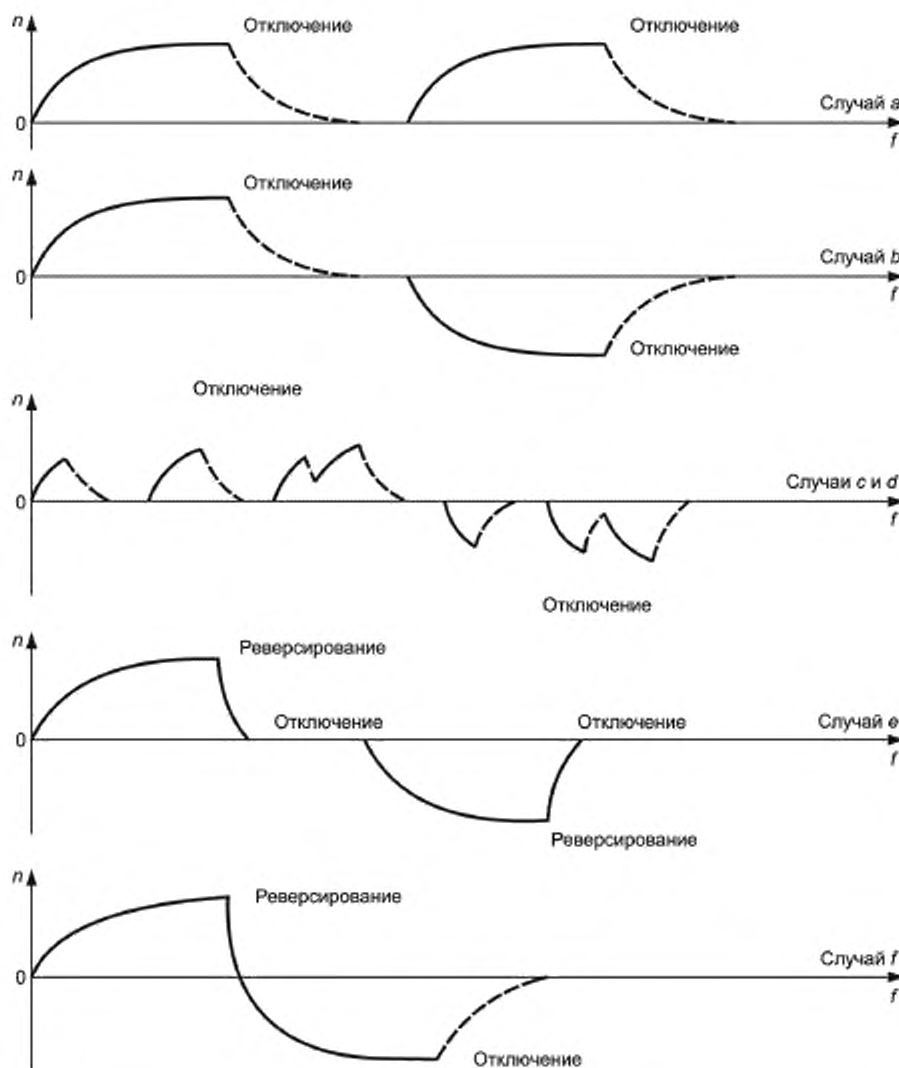 n
Отключение
Отключение
Случай a
0
f
n
Отключение
Случай b
0
f
Отключение
Отключение
n
Случаи c и d
0
f
Отключение
n
Реверсирование
Отключение
Отключение
Случай e
0
f
Реверсирование
n
Реверсирование
Случай f
0
f
Отключение